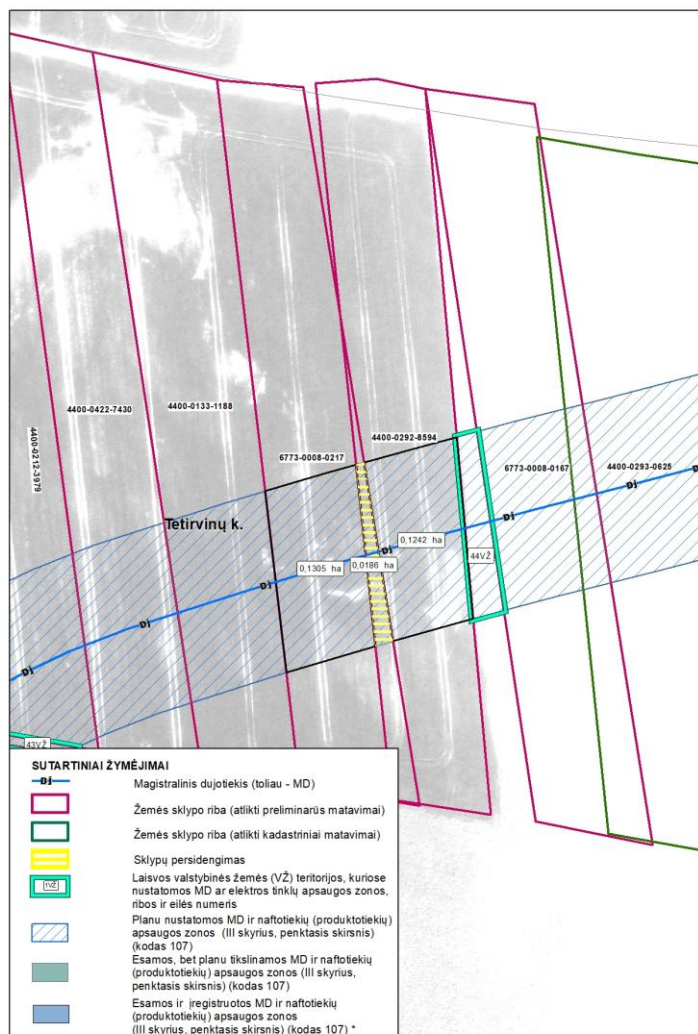 4400-0422-7430
4400-0133-1188
4400-0212-3979
6773-0008-0217
4400-0292-8594
6773-0008-0167
4400-0293-0625
Tetirvinų k.
DJ
DJ
DJ
DJ
DJ
DJ
0,1305 ha
0,0186 ha
0,1242 ha
44VŽ
43VŽ
SUTARTINIAI ŽYMĖJIMAI
DJ Magistralinis dujotiekis (toliau - MD)
Žemės sklypo riba (atlikti preliminarūs matavimai)
Žemės sklypo riba (atlikti kadastriniai matavimai)
Sklypų persidengimas
1VŽ
Laisvos valstybinės žemės (VŽ) teritorijos, kuriose
nustatomos MD ar elektros tinklų apsaugos zonos,
ribos ir eilės numeris
Planu nustatomos MD ir naftotiekių (produktotiekių)
apsaugos zonos (III skyrius, penktasis skirsnis)
(kodas 107)
Esamos, bet planu tikslinamos MD ir naftotiekių
(produktotiekių) apsaugos zonos (III skyrius,
penktasis skirsnis) (kodas 107)
Esamos ir įregistruotos MD ir naftotiekių
(produktotiekių) apsaugos zonos
(III skyrius, penktasis skirsnis) (kodas 107) *